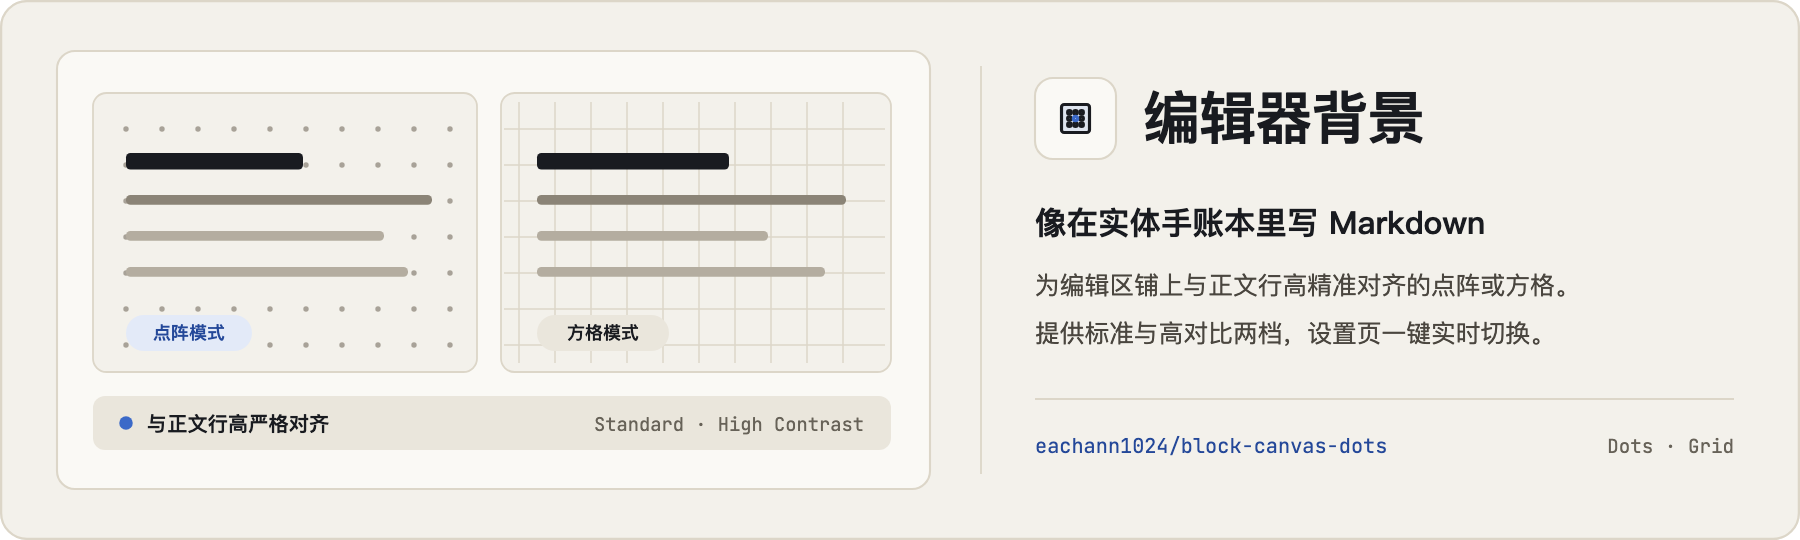 点阵模式
方格模式
与正文行高严格对齐
Standard · High Contrast
编辑器背景
像在实体手账本里写 Markdown
为编辑区铺上与正文行高精准对齐的点阵或方格。
提供标准与高对比两档，设置页一键实时切换。
eachann1024/block-canvas-dots
Dots · Grid